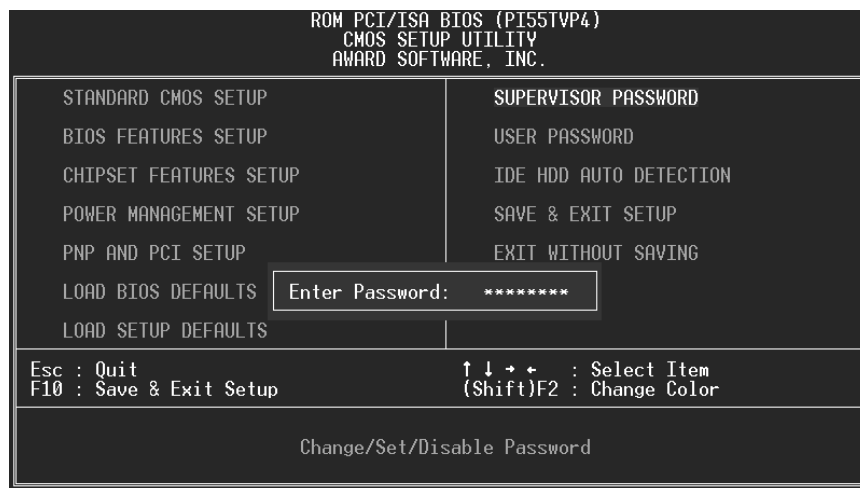 ROM PCI/ISA BIOS (PI55TVP4)
CMOS SETUP UTILITY
AWARD SOFTWARE, INC.
STANDARD CMOS SETUP
BIOS FEATURES SETUP
CHIPSET FEATURES SETUP
POWER MANAGEMENT SETUP
PNP AND PCI SETUP
LOAD BIOS DEFAULTS
LOAD SETUP DEFAULTS
SUPERVISOR PASSWORD
USER PASSWORD
IDE HDD AUTO DETECTION
SAVE & EXIT SETUP
EXIT WITHOUT SAVING
Enter Password: ********
Esc : Quit
F10 : Save & Exit Setup
↑ ↓ → ← : Select Item
(Shift)F2 : Change Color
Change/Set/Disable Password